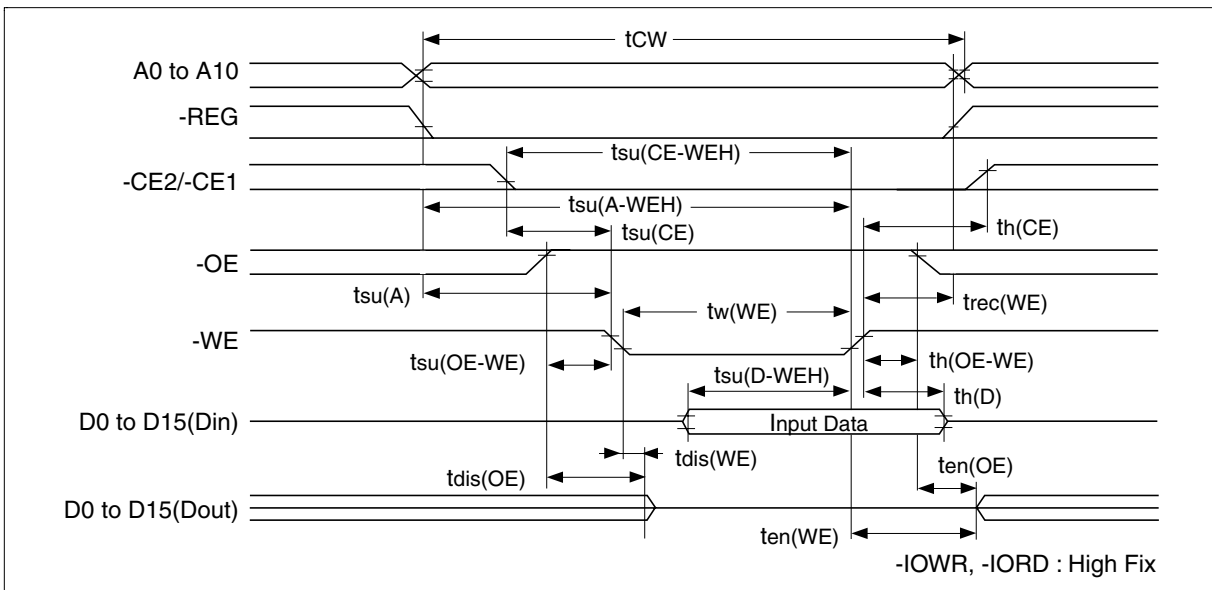 tCW
A0 to A10
-REG
tsu(CE-WEH)
-CE2/-CE1
tsu(A-WEH)
tsu(CE)
th(CE)
-OE
tsu(A)
trec(WE)
tw(WE)
-WE
tsu(OE-WE)
th(OE-WE)
tsu(D-WEH)
th(D)
D0 to D15(Din)
Input Data
tdis(WE)
tdis(OE)
ten(OE)
D0 to D15(Dout)
ten(WE)
-IOWR, -IORD : High Fix